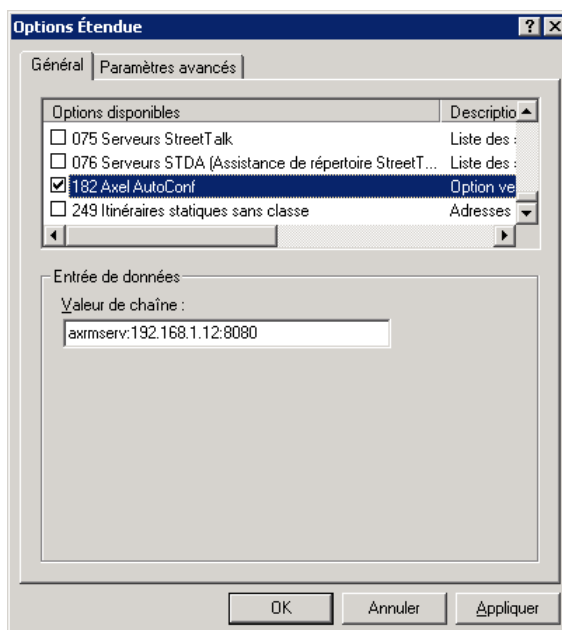 Options Étendue
Général Paramètres avancés
Options disponibles Descriptio
075 Serveurs StreetTalk Liste des :
076 Serveurs STDA (Assistance de répertoire StreetT... Liste des :
182 Axel AutoConf Option ve
249 Itinéraires statiques sans classe Adresses
Entrée de données
Valeur de chaîne :
axrmserv:192.168.1.12:8080
OK Annuler Appliquer